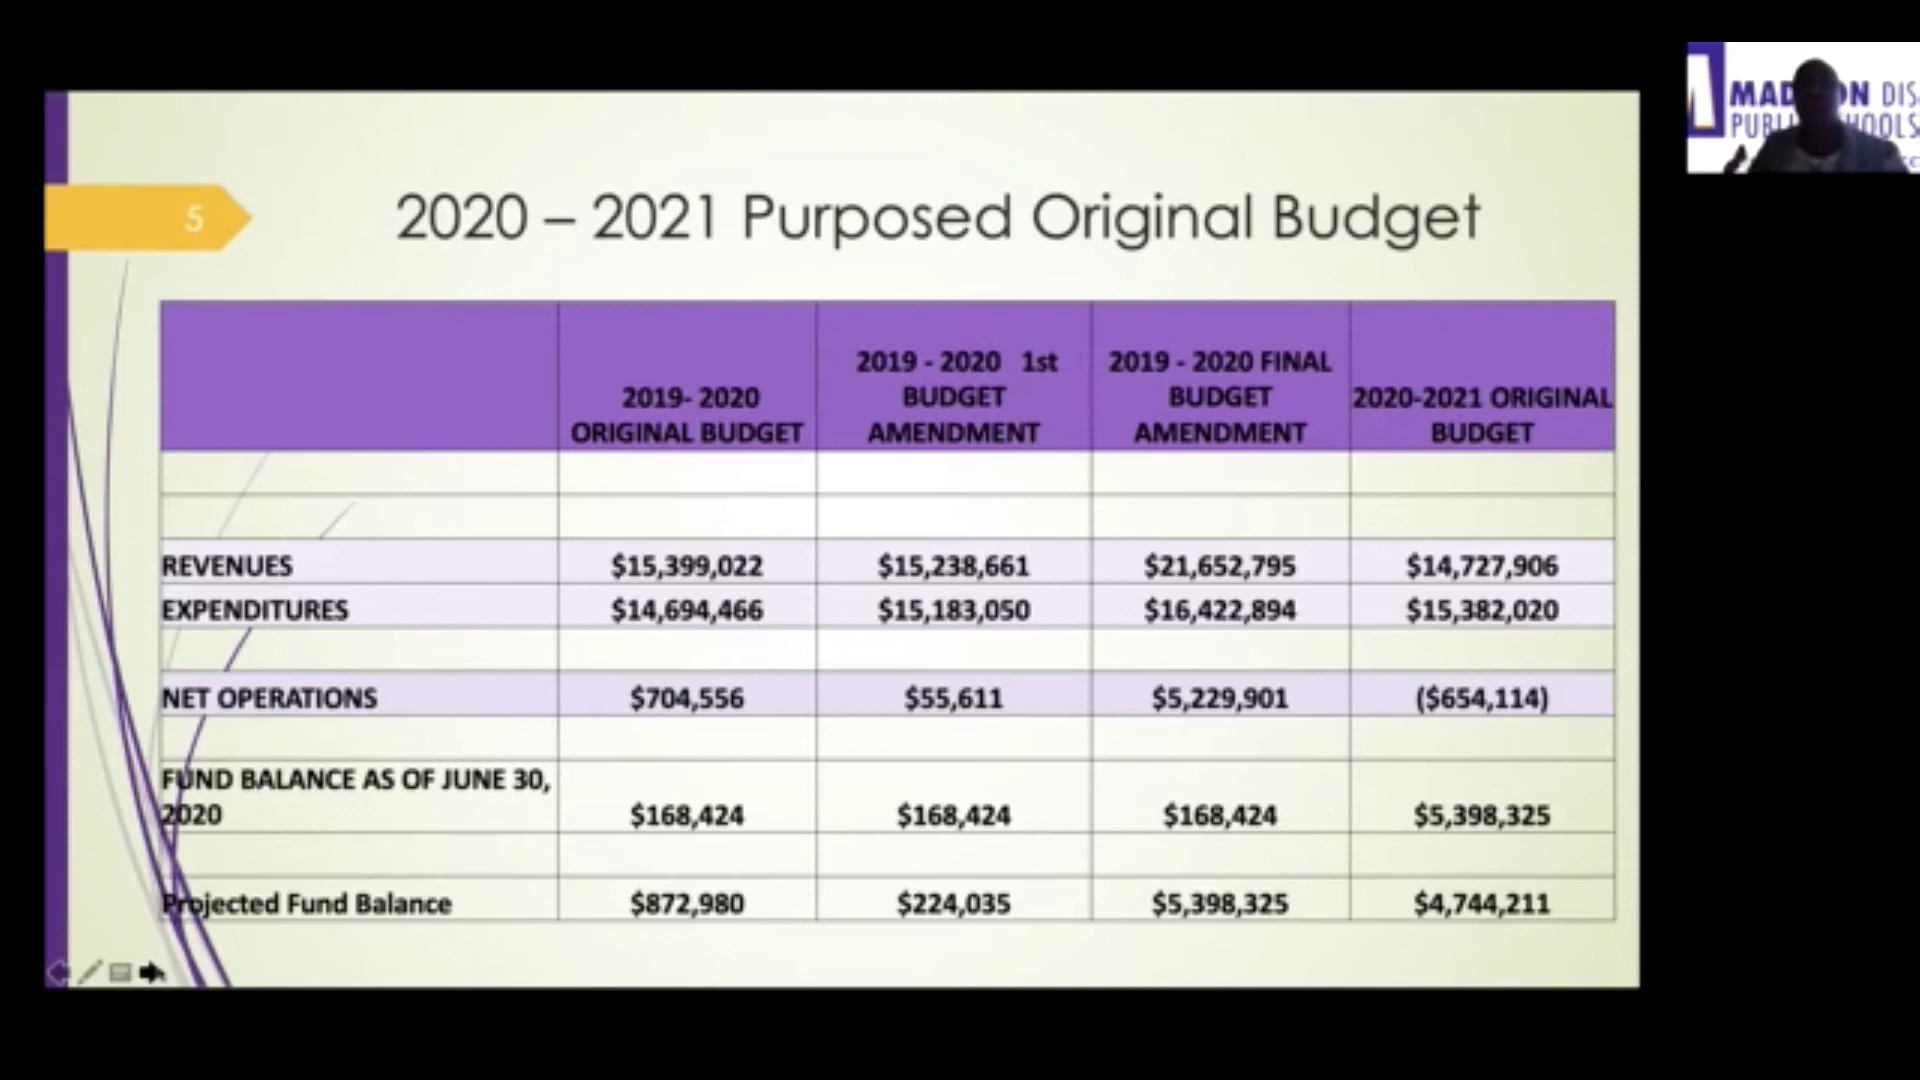 5
2020 – 2021 Purposed Original Budget
2019- 2020 ORIGINAL BUDGET
2019 - 2020 1st BUDGET AMENDMENT
2019 - 2020 FINAL BUDGET AMENDMENT
2020-2021 ORIGINAL BUDGET
REVENUES $15,399,022 $15,238,661 $21,652,795 $14,727,906
EXPENDITURES $14,694,466 $15,183,050 $16,422,894 $15,382,020
NET OPERATIONS $704,556 $55,611 $5,229,901 ($654,114)
FUND BALANCE AS OF JUNE 30,
2020 $168,424 $168,424 $168,424 $5,398,325
Projected Fund Balance $872,980 $224,035 $5,398,325 $4,744,211